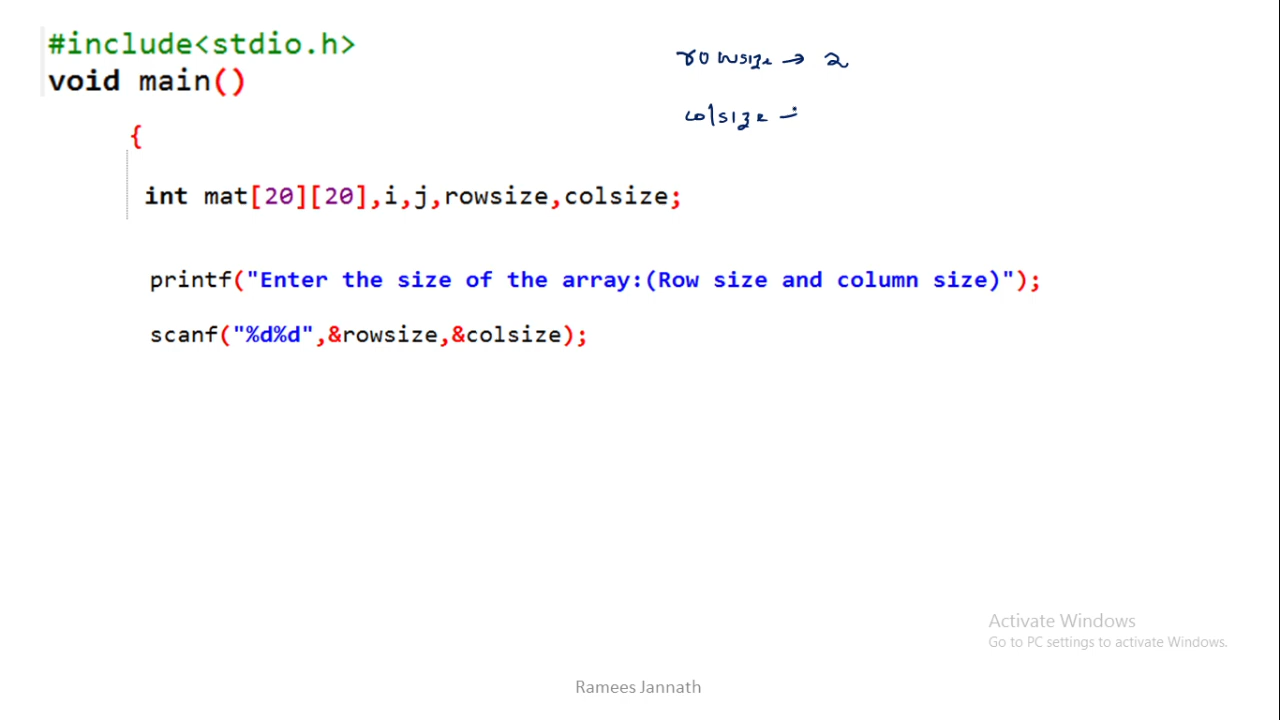 #include<stdio.h>
void main()
rowsize → 2
colsize
{
int mat[20][20],i,j,rowsize,colsize;
printf("Enter the size of the array:(Row size and column size)");
scanf("%d%d",&rowsize,&colsize);
Activate Windows
Go to PC settings to activate Windows.
Ramees Jannath